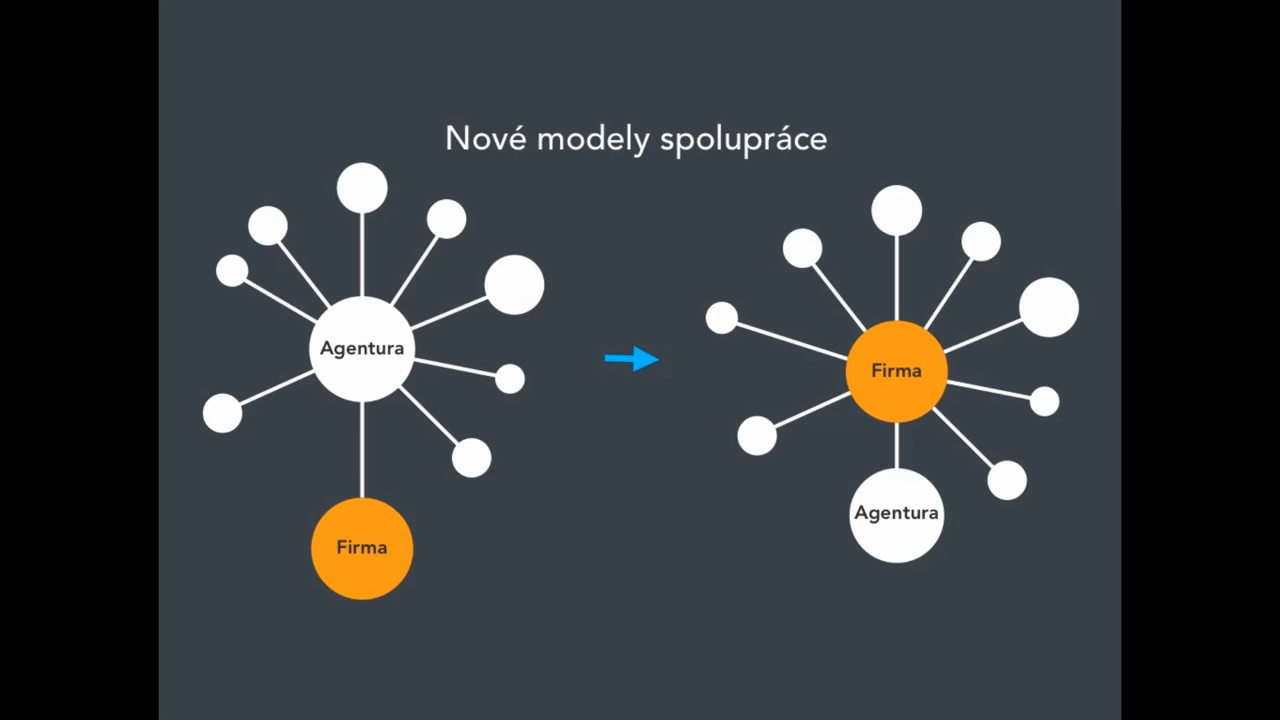 Nové modely spolupráce
Agentura
Firma
Firma
Agentura